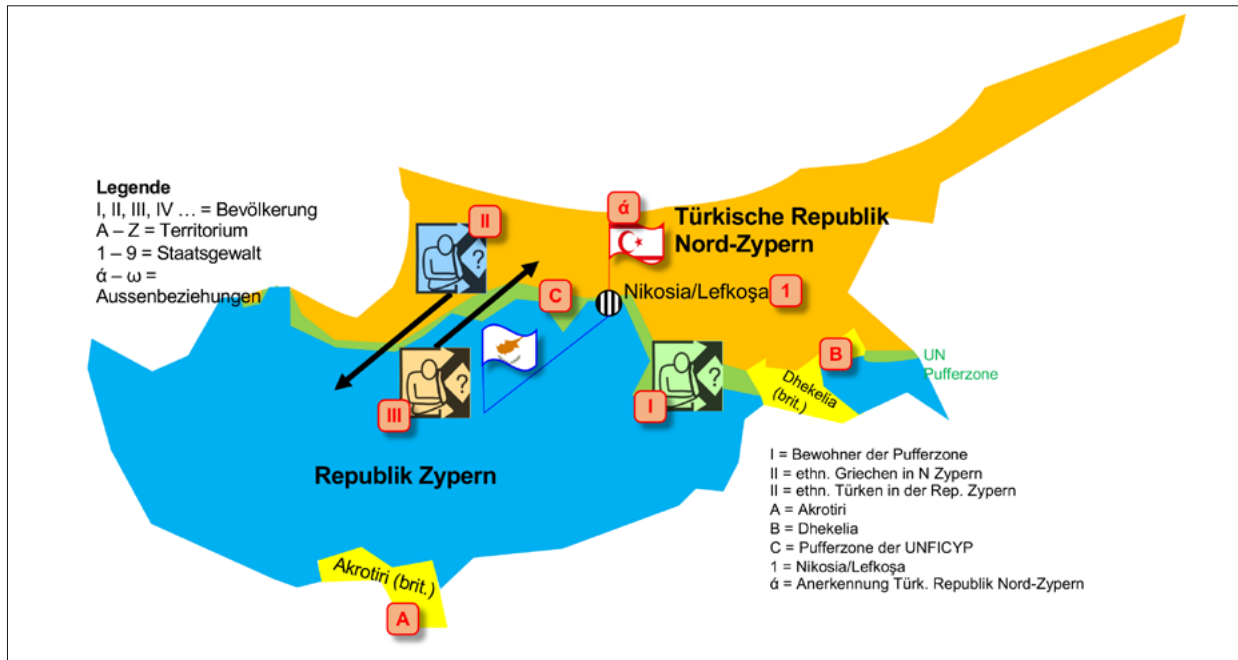 Legende
I, II, III, IV ... = Bevölkerung
A – Z = Territorium
1 – 9 = Staatsgewalt
ά – ω =
Aussenbeziehungen
II
?
ά
Türkische Republik
Nord-Zypern
C
Nikosia/Lefkoşa
1
III
?
I
?
B
Dhekelia
(brit.)
UN
Pufferzone
Republik Zypern
Akrotiri (brit.)
A
I = Bewohner der Pufferzone
II = ethn. Griechen in N Zypern
II = ethn. Türken in der Rep. Zypern
A = Akrotiri
B = Dhekelia
C = Pufferzone der UNFICYP
1 = Nikosia/Lefkoşa
ά = Anerkennung Türk. Republik Nord-Zypern